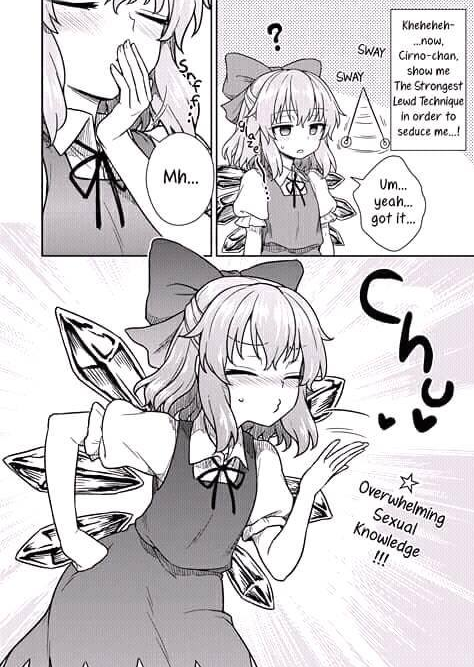 Kheheheh-
...now,
Cirno-chan,
show me
The Strongest
Lewd Technique
in order to
seduce me...!
?
SWAY
SWAY
Um...
yeah...
got it...
Mh...
Chu
☆
Overwhelming
Sexual
Knowledge
!!!